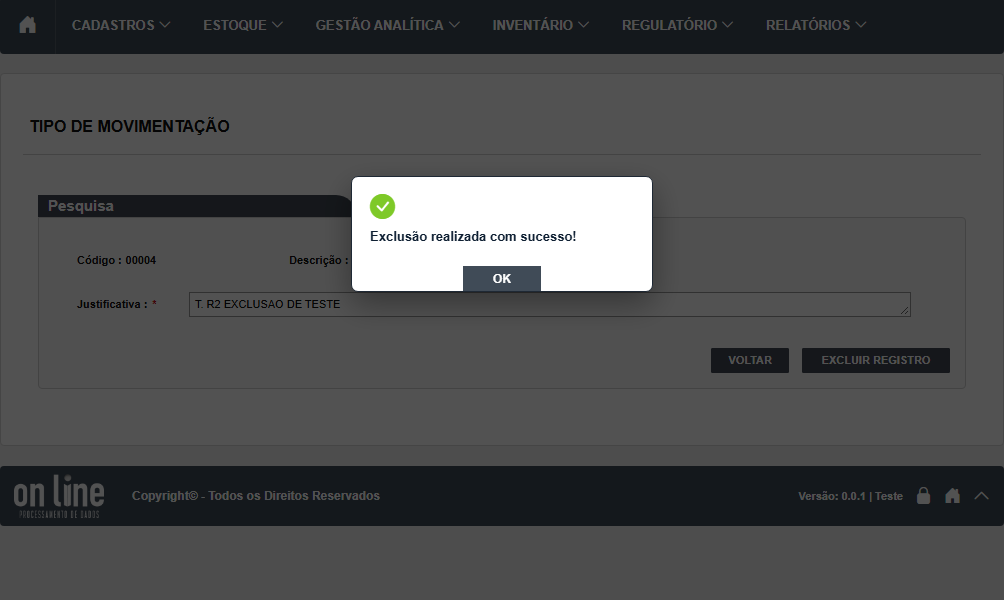 CADASTROS ESTOQUE GESTÃO ANALÍTICA INVENTÁRIO REGULATÓRIO RELATÓRIOS
TIPO DE MOVIMENTAÇÃO
Pesquisa
Exclusão realizada com sucesso!
OK
Código : 00004 Descrição :
Justificativa : * T. R2 EXCLUSAO DE TESTE
VOLTAR EXCLUIR REGISTRO
on line
PROCESSAMENTO DE DADOS
Copyright© - Todos os Direitos Reservados
Versão: 0.0.1 | Teste